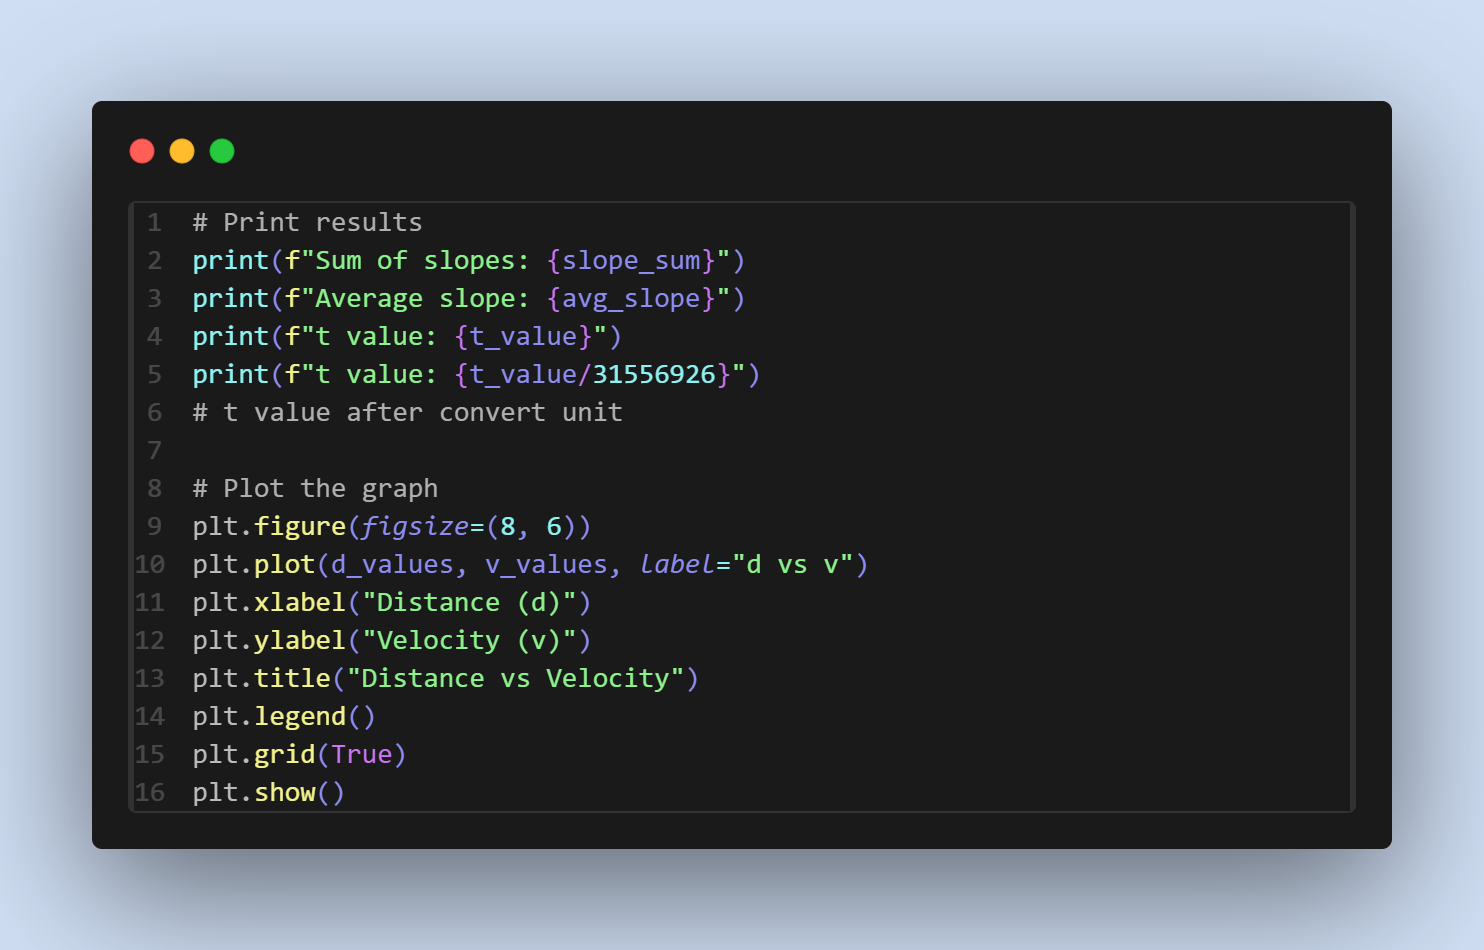 1 # Print results
2 print(f"Sum of slopes: {slope_sum}")
3 print(f"Average slope: {avg_slope}")
4 print(f"t value: {t_value}")
5 print(f"t value: {t_value/31556926}")
6 # t value after convert unit
7
8 # Plot the graph
9 plt.figure(figsize=(8, 6))
10 plt.plot(d_values, v_values, label="d vs v")
11 plt.xlabel("Distance (d)")
12 plt.ylabel("Velocity (v)")
13 plt.title("Distance vs Velocity")
14 plt.legend()
15 plt.grid(True)
16 plt.show()